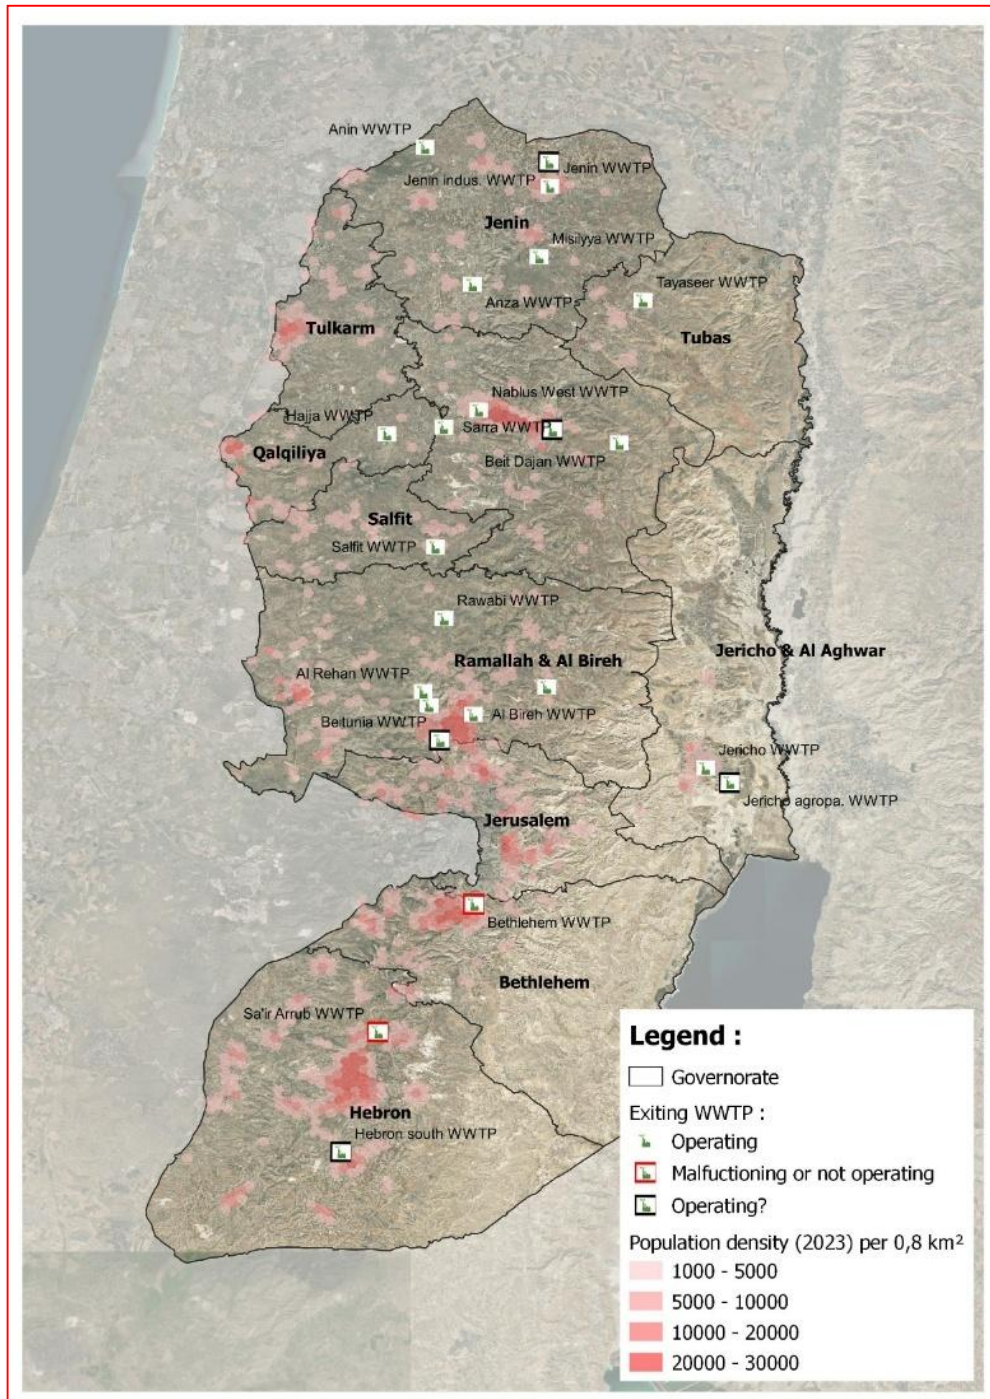 Anin WWTP
Jenin WWTP
Jenin indus. WWTP
Jenin
Misilyya WWTP
Tayaseer WWTP
Anza WWTP
Tulkarm
Tubas
Nablus West WWTP
Hajja WWTP
Sarra WWTP
Qalqiliya
Beit Dajan WWTP
Salfit
Salfit WWTP
Rawabi WWTP
Jericho & Al Aghwar
Ramallah & Al Bireh
Al Rehan WWTP
Al Bireh WWTP
Beitunia WWTP
Jericho WWTP
Jericho agropa. WWTP
Jerusalem
Bethlehem WWTP
Bethlehem
Sa'ir Arrub WWTP
Hebron
Hebron south WWTP
Legend :
Governorate
Exiting WWTP :
Operating
Malfuctioning or not operating
Operating?
Population density (2023) per 0,8 km²
1000 - 5000
5000 - 10000
10000 - 20000
20000 - 30000